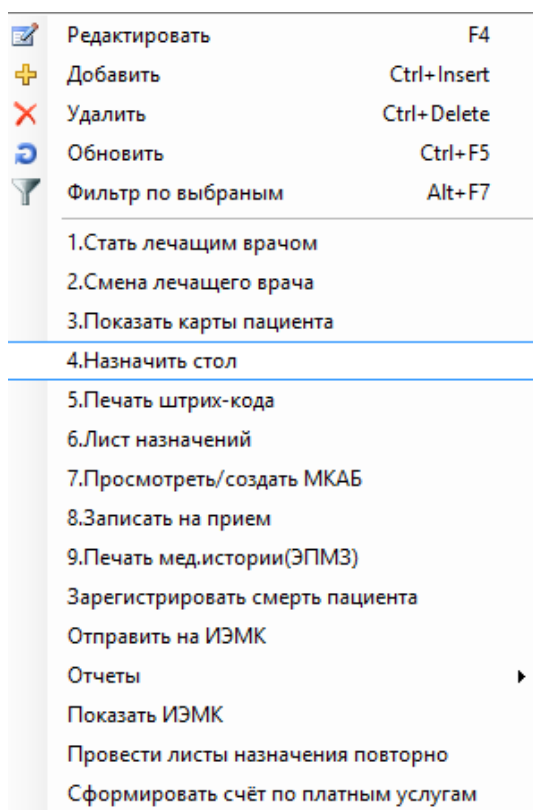 Редактировать F4
Добавить Ctrl+Insert
Удалить Ctrl+Delete
Обновить Ctrl+F5
Фильтр по выбраным Alt+F7
1.Стать лечащим врачом
2.Смена лечащего врача
3.Показать карты пациента
4.Назначить стол
5.Печать штрих-кода
6.Лист назначений
7.Просмотреть/создать МКАБ
8.Записать на прием
9.Печать мед.истории(ЭПМЗ)
Зарегистрировать смерть пациента
Отправить на ИЭМК
Отчеты
Показать ИЭМК
Провести листы назначения повторно
Сформировать счёт по платным услугам